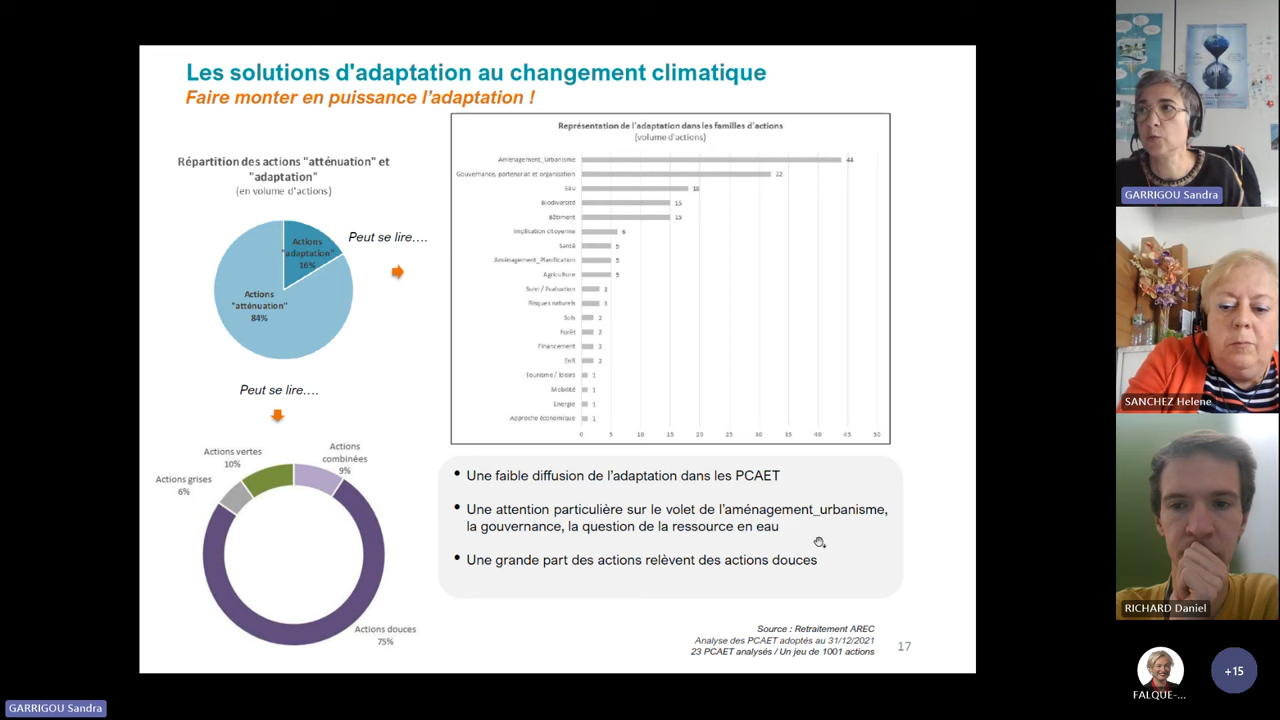 Les solutions d'adaptation au changement climatique
Faire monter en puissance l'adaptation !
Répartition des actions "atténuation" et
"adaptation"
(en volume d'actions)
Actions
"adaptation"
16%
Actions
"atténuation"
84%
Peut se lire….
Peut se lire….
Actions vertes
10%
Actions
combinées
9%
Actions grises
6%
Actions douces
75%
Représentation de l'adaptation dans les familles d'actions
(volume d'actions)
Aménagement_Urbanisme 44
Gouvernance, partenariat et organisation
Eau 18
Biodiversité 15
Bâtiment 15
Implication citoyenne 6
Santé 5
Aménagement_Planification 5
Agriculture 5
Suivi / Evaluation 3
Risques naturels 3
Sols 2
Forêt 2
Financement 2
EnR 2
Tourisme / loisirs 1
Mobilité 1
Energie 1
Approche économique 1
0 5 10 15 20 25 30 35 40 45 50
• Une faible diffusion de l'adaptation dans les PCAET
• Une attention particulière sur le volet de l'aménagement_urbanisme,
la gouvernance, la question de la ressource en eau
• Une grande part des actions relèvent des actions douces
Source : Retraitement AREC
Analyse des PCAET adoptés au 31/12/2021
23 PCAET analysés / Un jeu de 1001 actions
17
GARRIGOU Sandra
SANCHEZ Helene
RICHARD Daniel
FALQUE-...
+15
GARRIGOU Sandra